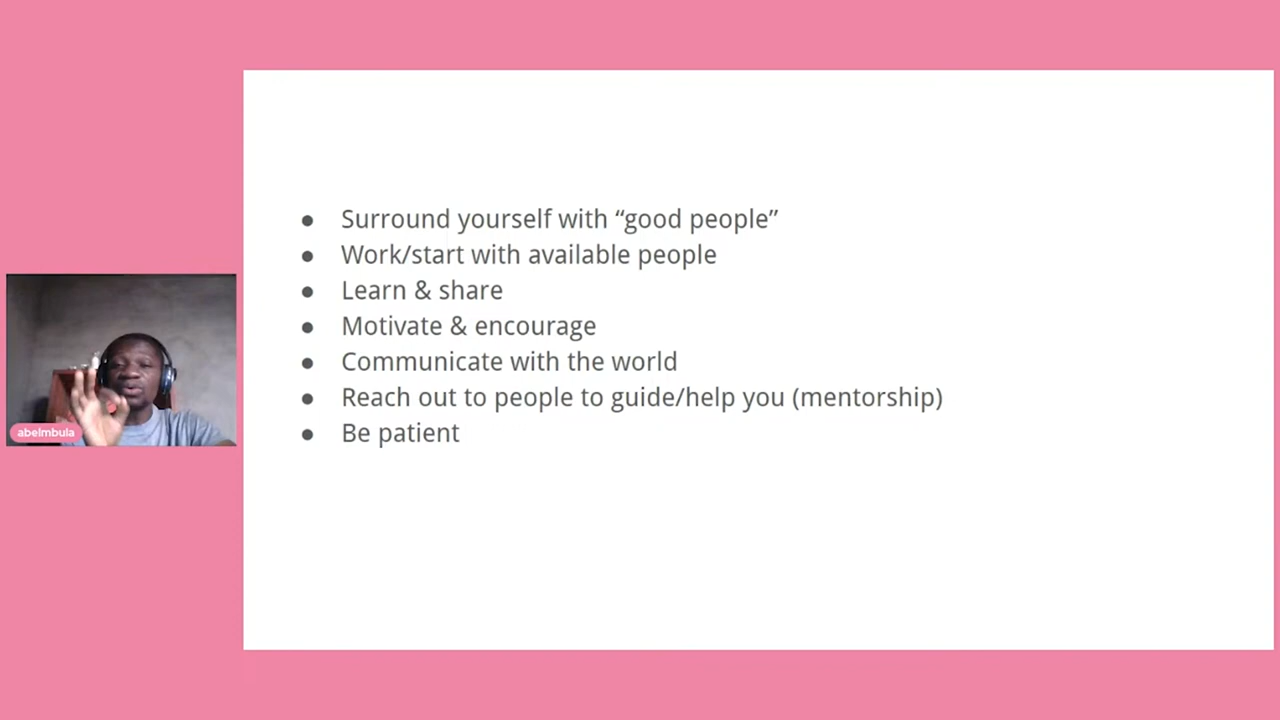 Surround yourself with “good people”
Work/start with available people
Learn & share
Motivate & encourage
Communicate with the world
Reach out to people to guide/help you (mentorship)
Be patient
abelmbula